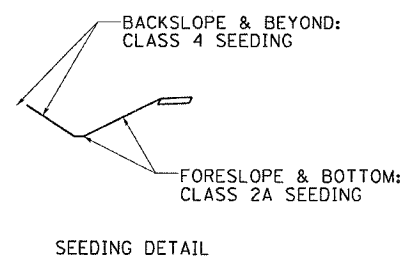 BACKSLOPE & BEYOND:
CLASS 4 SEEDING
FORESLOPE & BOTTOM:
CLASS 2A SEEDING
SEEDING DETAIL